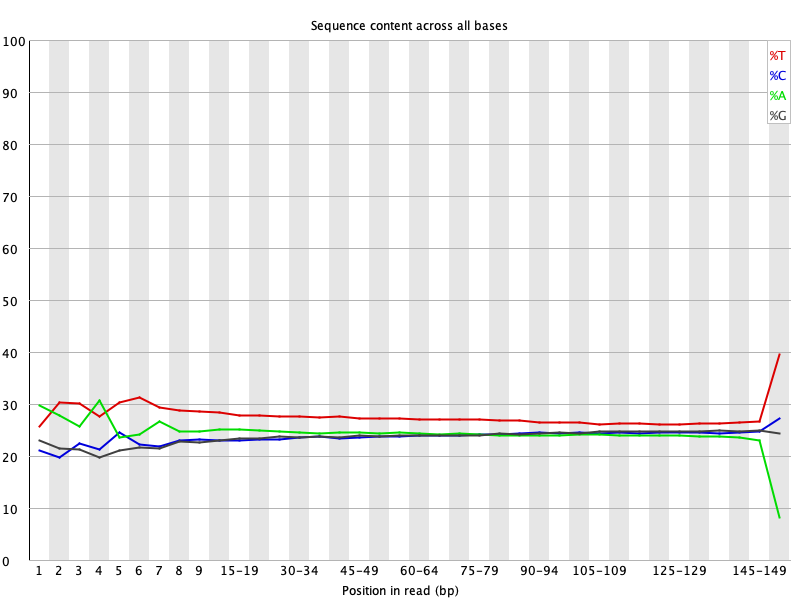 Sequence content across all bases
100
90
80
70
60
50
40
30
20
10
0
%T
%C
%A
%G
1 2 3 4 5 6 7 8 9 15-19 30-34 45-49 60-64 75-79 90-94 105-109 125-129 145-149
Position in read (bp)